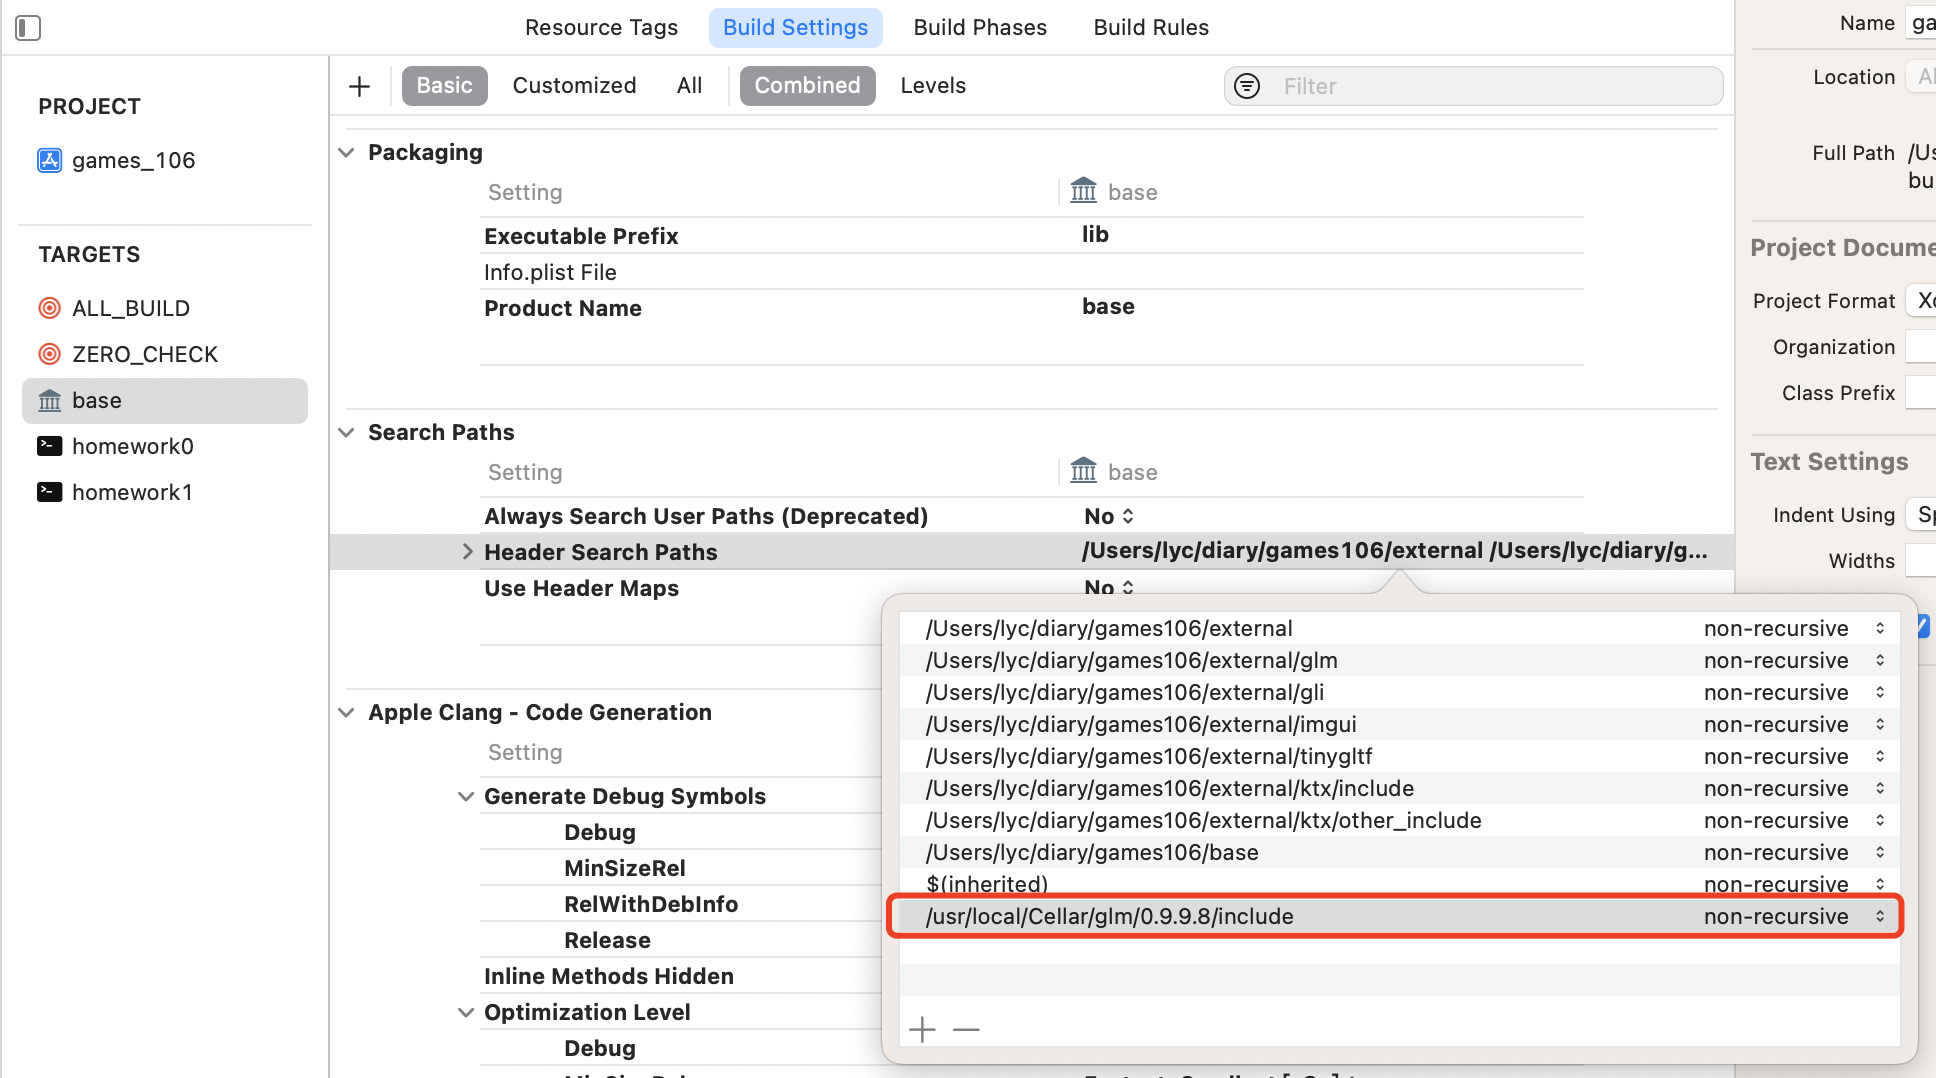 Resource Tags Build Settings Build Phases Build Rules
Basic Customized All Combined Levels Filter
PROJECT
games_106
TARGETS
ALL_BUILD
ZERO_CHECK
base
homework0
homework1
Packaging
Setting base
Executable Prefix lib
Info.plist File
Product Name base
Search Paths
Setting base
Always Search User Paths (Deprecated) No
Header Search Paths /Users/lyc/diary/games106/external /Users/lyc/diary/g...
Use Header Maps No
Apple Clang - Code Generation
Setting
Generate Debug Symbols
Debug
MinSizeRel
RelWithDebInfo
Release
Inline Methods Hidden
Optimization Level
Debug
/Users/lyc/diary/games106/external non-recursive
/Users/lyc/diary/games106/external/glm non-recursive
/Users/lyc/diary/games106/external/gli non-recursive
/Users/lyc/diary/games106/external/imgui non-recursive
/Users/lyc/diary/games106/external/tinygltf non-recursive
/Users/lyc/diary/games106/external/ktx/include non-recursive
/Users/lyc/diary/games106/external/ktx/other_include non-recursive
/Users/lyc/diary/games106/base non-recursive
$(inherited) non-recursive
/usr/local/Cellar/glm/0.9.9.8/include non-recursive
Name ga
Location
Full Path /Us
bu
Project Docume
Project Format Xc
Organization
Class Prefix
Text Settings
Indent Using Sp
Widths